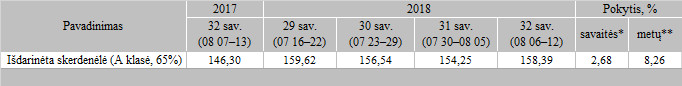 Pavadinimas
2017
2018
Pokytis, %
32 sav.
(08 07–13)
29 sav.
(07 16–22)
30 sav.
(07 23–29)
31 sav.
(07 30–08 05)
32 sav.
(08 06–12)
savaitės*
metų**
Išdarinėta skerdenėlė (A klasė, 65%) 146,30 159,62 156,54 154,25 158,39 2,68 8,26